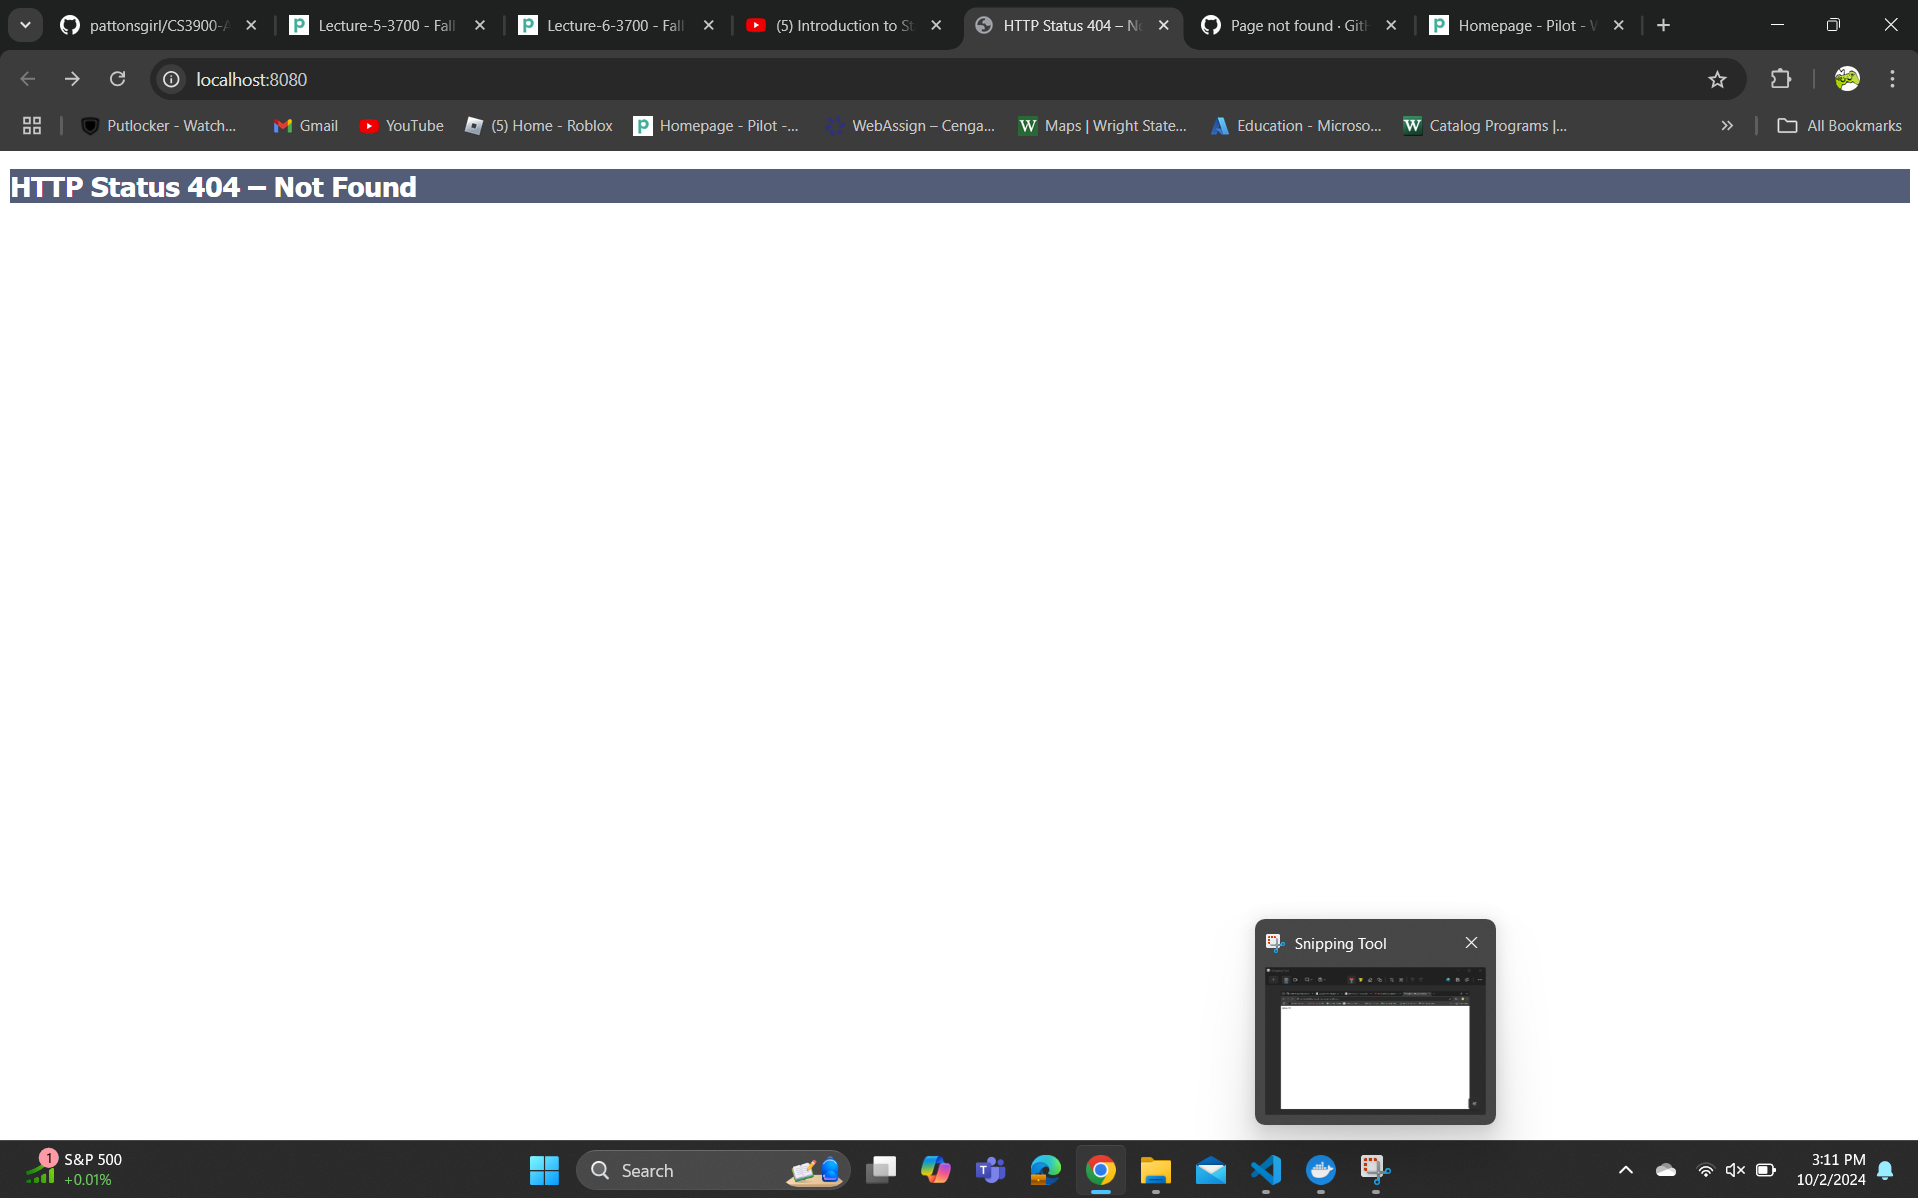 pattonsgirl/CS3900-A
Lecture-5-3700 - Fall
Lecture-6-3700 - Fall
(5) Introduction to St
HTTP Status 404 – No
Page not found · Git
Homepage - Pilot - W
localhost:8080
Putlocker - Watch...
Gmail
YouTube
(5) Home - Roblox
Homepage - Pilot -...
WebAssign – Cenga...
Maps | Wright State...
Education - Microso...
Catalog Programs |...
All Bookmarks
HTTP Status 404 – Not Found
Snipping Tool
1
S&P 500
+0.01%
Search
3:11 PM
10/2/2024